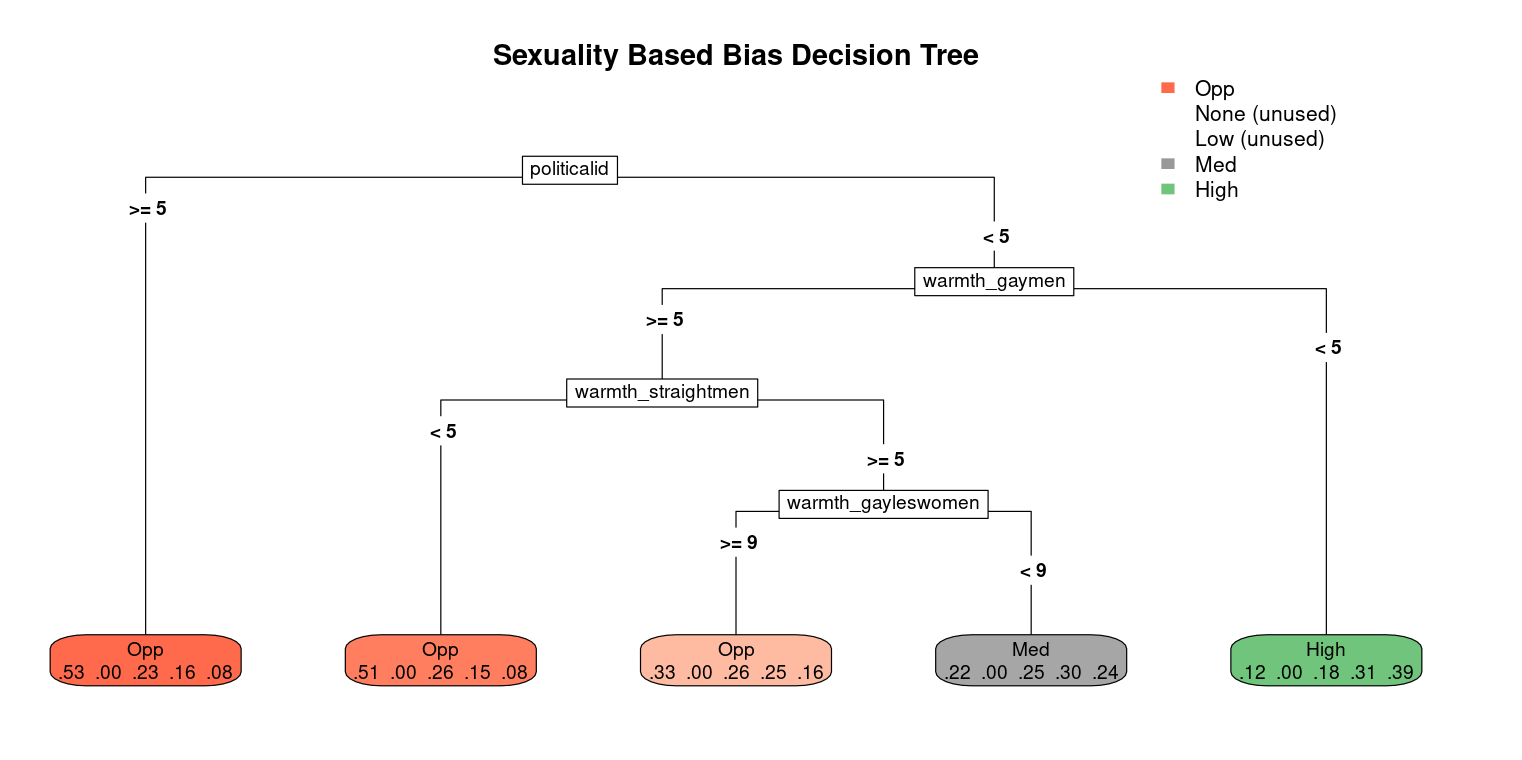 Sexuality Based Bias Decision Tree
Opp
None (unused)
Low (unused)
Med
High
politicalid
>= 5
< 5
warmth_gaymen
>= 5
< 5
warmth_straightmen
< 5
>= 5
warmth_gayleswomen
>= 9
< 9
Opp
.53 .00 .23 .16 .08
Opp
.51 .00 .26 .15 .08
Opp
.33 .00 .26 .25 .16
Med
.22 .00 .25 .30 .24
High
.12 .00 .18 .31 .39